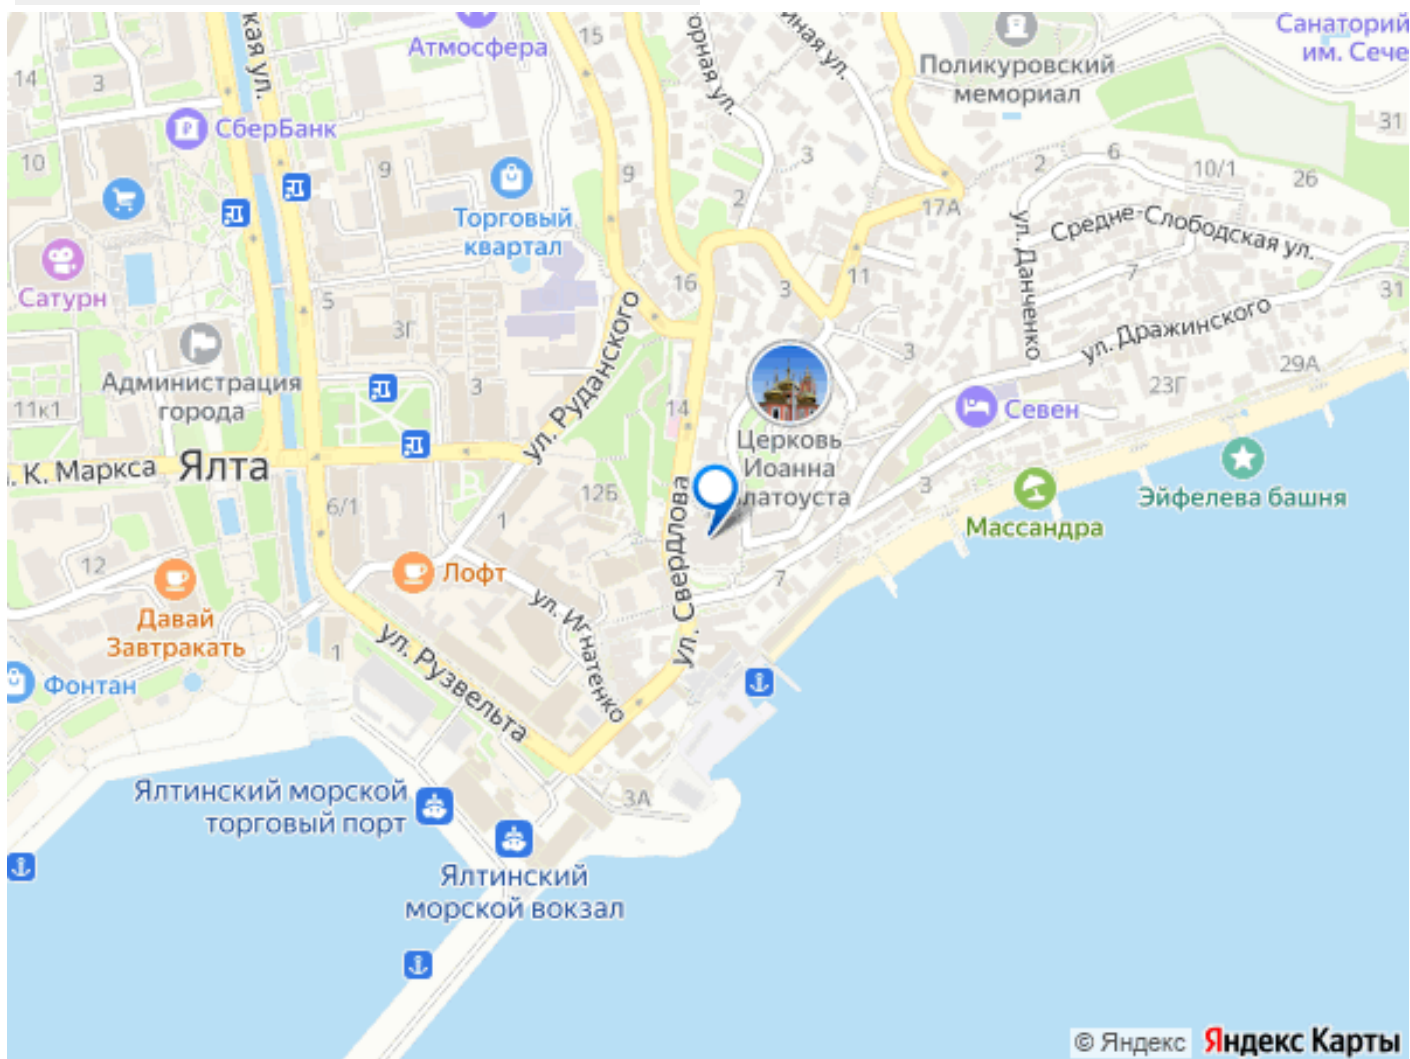 Атмосфера
15
Поликуровский
мемориал
Санаторий
им. Сече
14
3
СберБанк
31
10
9
9
3
2
2
6
10/1
26
17А
Торговый
квартал
ул. Данченко
Средне-Слободская ул.
Сатурн
5
3Г
16
3
11
7
31
ул. Дражинского
Администрация
города
11к1
3
ул. Руданского
14
3
23Г
29А
Севен
Церковь
Иоанна
латоуста
К. Маркса
Ялта
6/1
12Б
1
3
Массандра
Эйфелева башня
12
Лофт
7
ул. Свердлова
Давай
Завтракать
ул. Игнатенко
1
Фонтан
ул. Рузвельта
Ялтинский морской
торговый порт
3А
Ялтинский
морской вокзал
© Яндекс Яндекс Карты